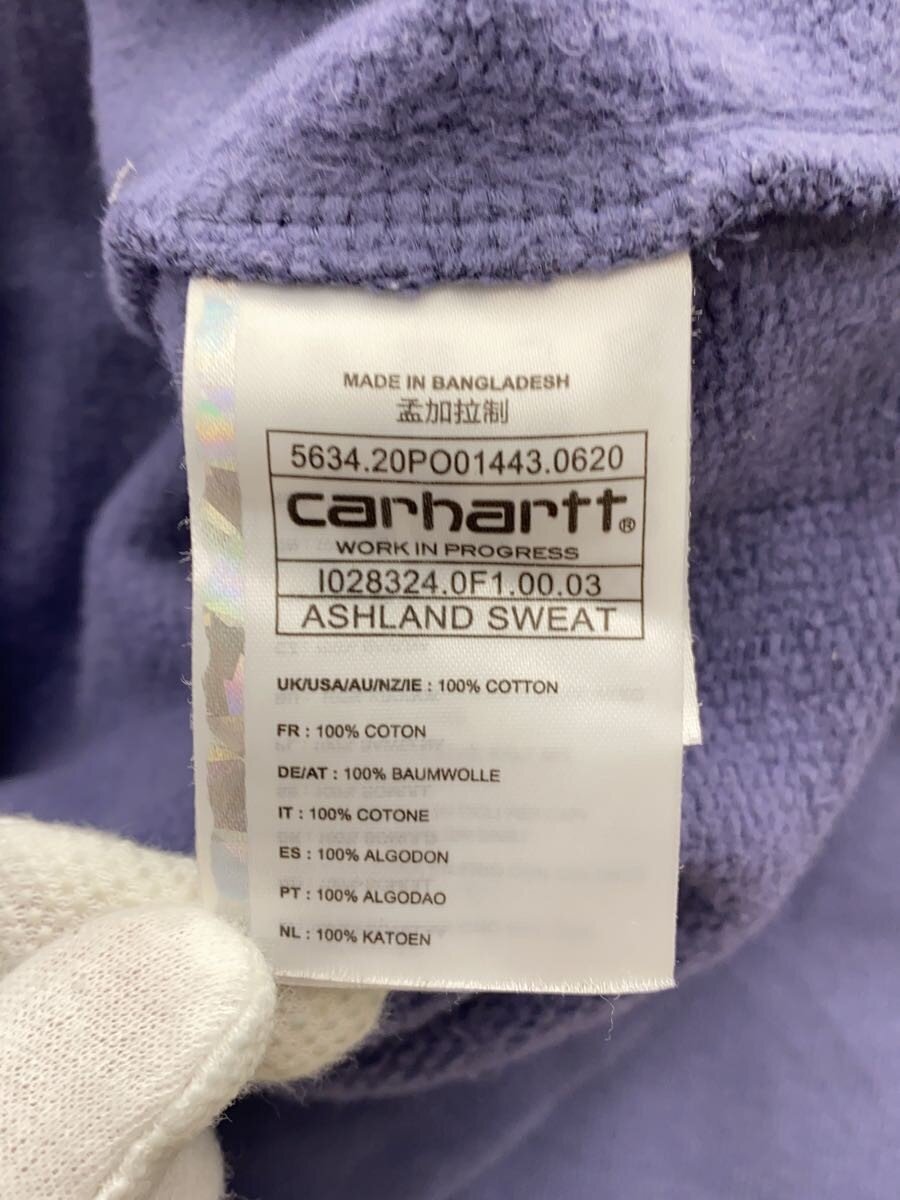 MADE IN BANGLADESH
孟加拉制
5634.20PO01443.0620
carhartt®
WORK IN PROGRESS
I028324.0F1.00.03
ASHLAND SWEAT
UK/USA/AU/NZ/IE : 100% COTTON
FR : 100% COTON
DE/AT : 100% BAUMWOLLE
IT : 100% COTONE
ES : 100% ALGODON
PT : 100% ALGODAO
NL : 100% KATOEN